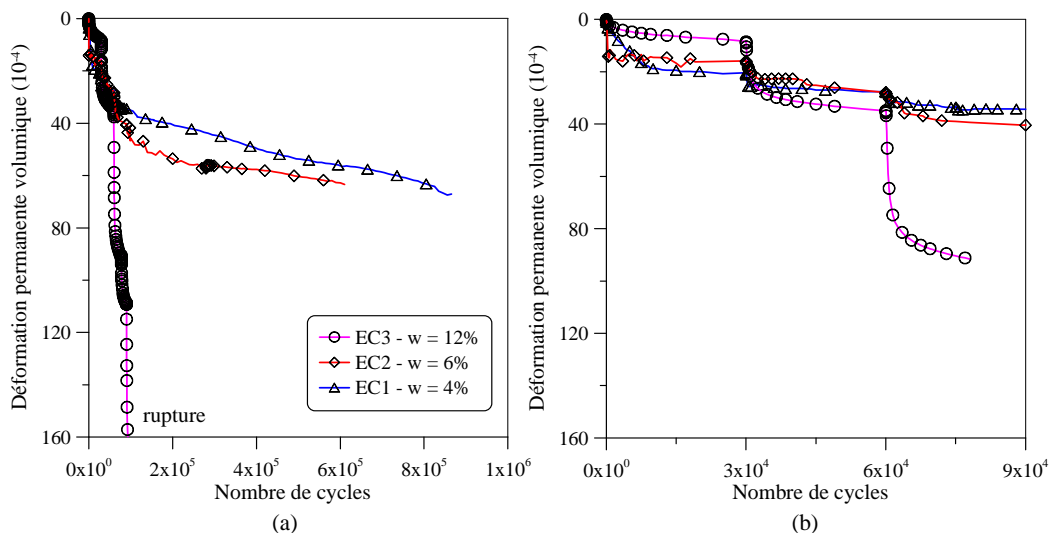 Déformation permanente volumique (10⁻⁴)
0
40
80
120
160
EC3 - w = 12%
EC2 - w = 6%
EC1 - w = 4%
rupture
0x10⁰
2x10⁵
4x10⁵
6x10⁵
8x10⁵
1x10⁶
Nombre de cycles
(a)
Déformation permanente volumique (10⁻⁴)
0
40
80
120
160
0x10⁰
3x10⁴
6x10⁴
9x10⁴
Nombre de cycles
(b)